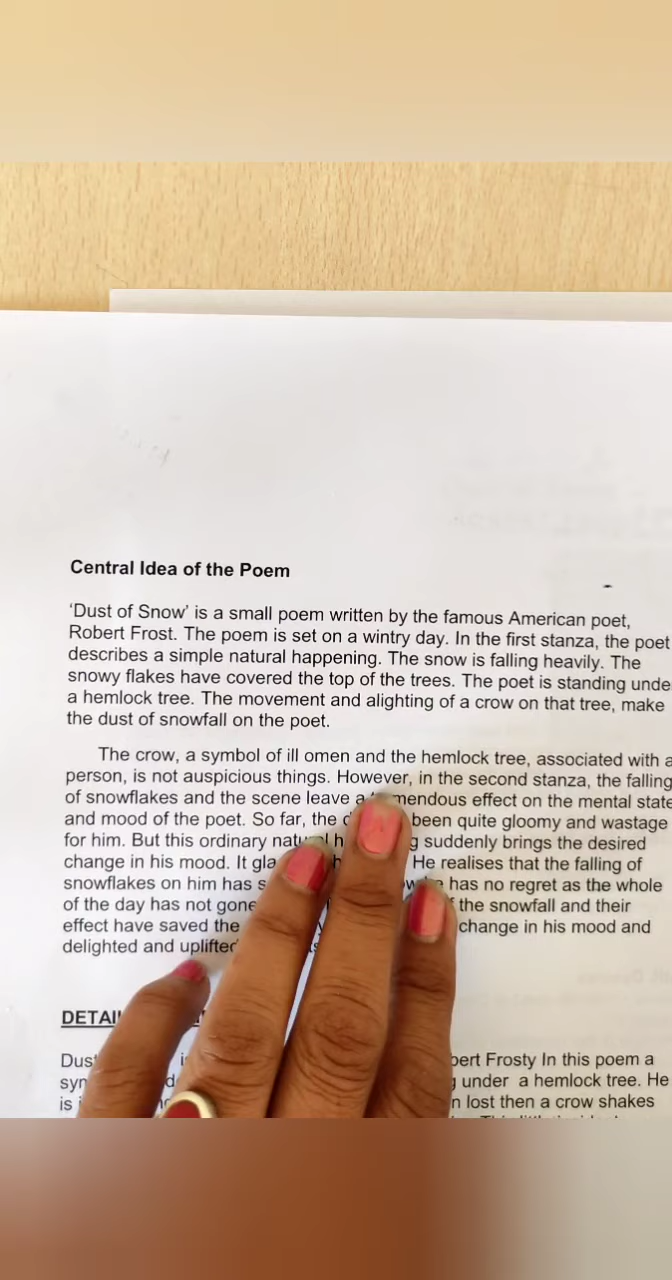 Central Idea of the Poem
'Dust of Snow' is a small poem written by the famous American poet,
Robert Frost. The poem is set on a wintry day. In the first stanza, the poet
describes a simple natural happening. The snow is falling heavily. The
snowy flakes have covered the top of the trees. The poet is standing unde
a hemlock tree. The movement and alighting of a crow on that tree, make
the dust of snowfall on the poet.
The crow, a symbol of ill omen and the hemlock tree, associated with a
person, is not auspicious things. However, in the second stanza, the falling
of snowflakes and the scene leave a mendous effect on the mental state
and mood of the poet. So far, the been quite gloomy and wastage
for him. But this ordinary suddenly brings the desired
change in his mood. It He realises that the falling of
snowflakes on him has has no regret as the whole
of the day has not gone the snowfall and their
effect have saved the change in his mood and
delighted and uplifted
Dus bert Frosty In this poem a
syn under a hemlock tree. He
is n lost then a crow shakes